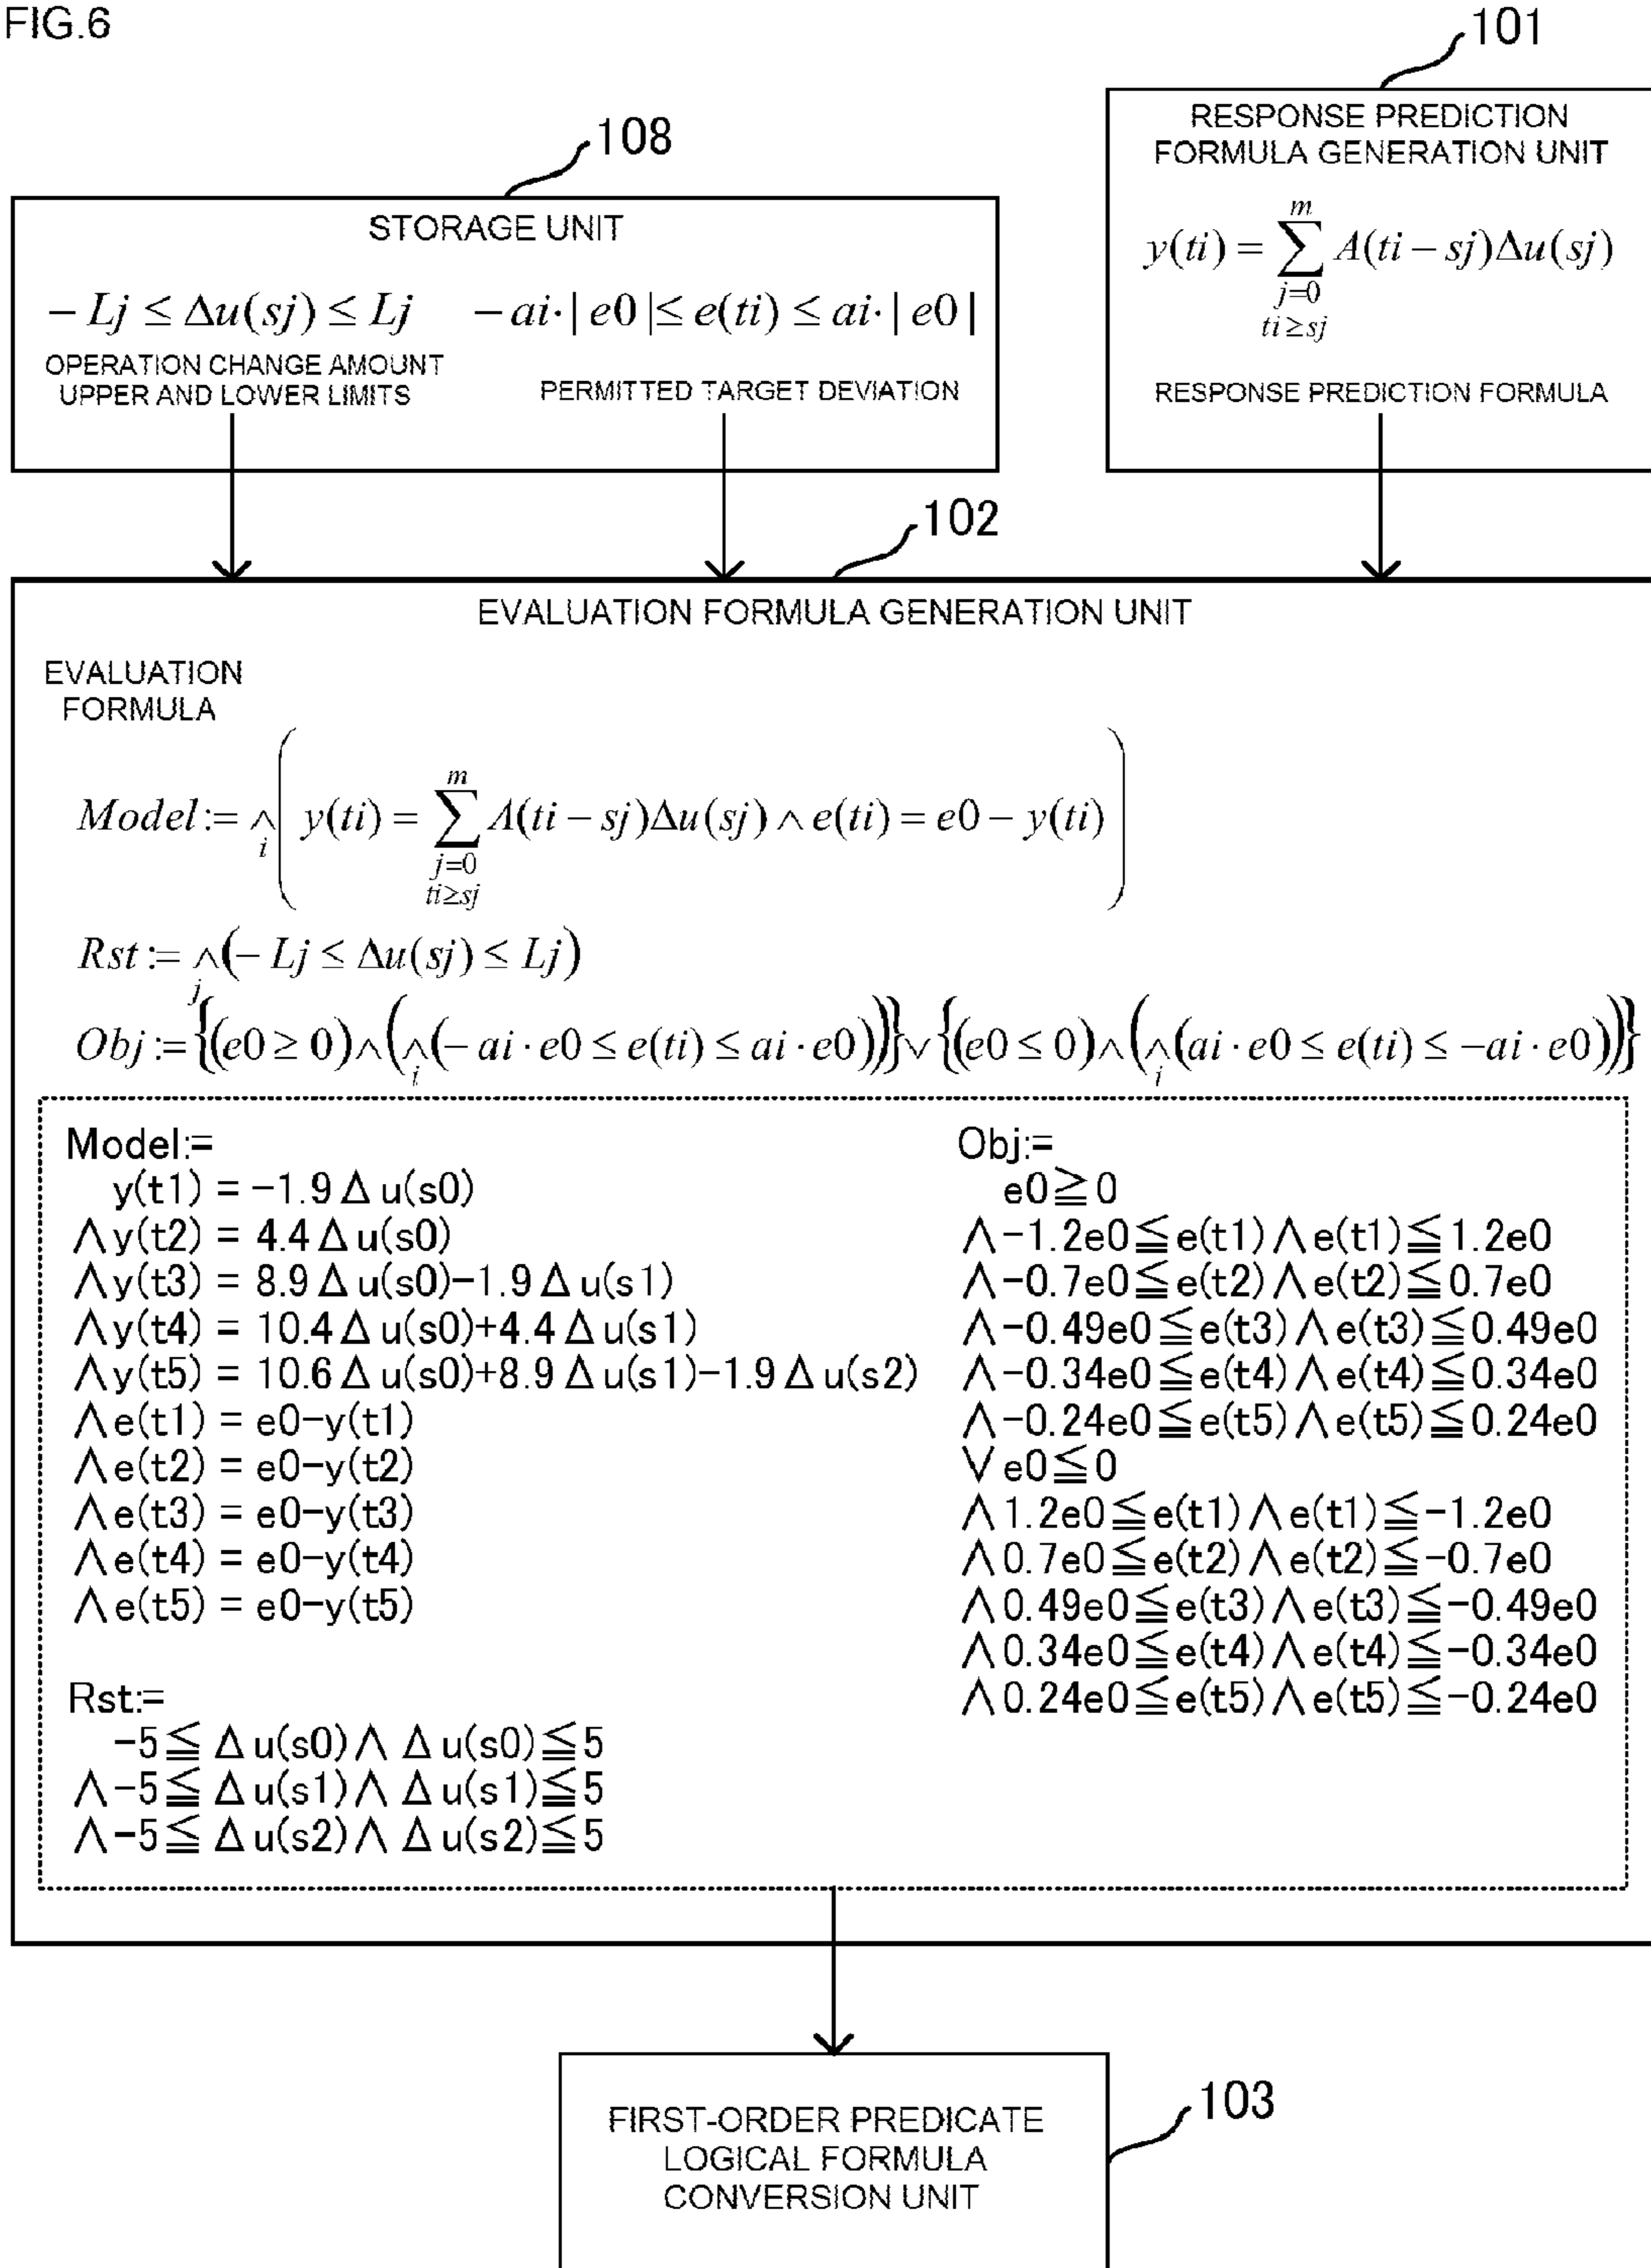 FIG.6
101
RESPONSE PREDICTION
FORMULA GENERATION UNIT
y(ti) = ∑ A(ti − sj)Δu(sj)
m
j=0
ti≥sj
RESPONSE PREDICTION FORMULA
108
STORAGE UNIT
− Lj ≤ Δu(sj) ≤ Lj
− ai·| e0 |≤ e(ti) ≤ ai·| e0 |
OPERATION CHANGE AMOUNT
UPPER AND LOWER LIMITS
PERMITTED TARGET DEVIATION
102
EVALUATION FORMULA GENERATION UNIT
EVALUATION
FORMULA
Model := ∧i ( y(ti) = ∑ A(ti − sj)Δu(sj) ∧ e(ti) = e0 − y(ti) )
m
j=0
ti≥sj
Rst := ∧j (− Lj ≤ Δu(sj) ≤ Lj)
Obj := {(e0 ≥ 0)∧(∧i (− ai · e0 ≤ e(ti) ≤ ai · e0))}∨{(e0 ≤ 0)∧(∧i (ai · e0 ≤ e(ti) ≤ −ai · e0))}
Model:=
y(t1) = -1.9Δu(s0)
∧y(t2) = 4.4Δu(s0)
∧y(t3) = 8.9Δu(s0)-1.9Δu(s1)
∧y(t4) = 10.4Δu(s0)+4.4Δu(s1)
∧y(t5) = 10.6Δu(s0)+8.9Δu(s1)-1.9Δu(s2)
∧e(t1) = e0-y(t1)
∧e(t2) = e0-y(t2)
∧e(t3) = e0-y(t3)
∧e(t4) = e0-y(t4)
∧e(t5) = e0-y(t5)
Rst:=
-5≦Δu(s0)∧Δu(s0)≦5
∧-5≦Δu(s1)∧Δu(s1)≦5
∧-5≦Δu(s2)∧Δu(s2)≦5
Obj:=
e0≧0
∧-1.2e0≦e(t1)∧e(t1)≦1.2e0
∧-0.7e0≦e(t2)∧e(t2)≦0.7e0
∧-0.49e0≦e(t3)∧e(t3)≦0.49e0
∧-0.34e0≦e(t4)∧e(t4)≦0.34e0
∧-0.24e0≦e(t5)∧e(t5)≦0.24e0
∨e0≦0
∧1.2e0≦e(t1)∧e(t1)≦-1.2e0
∧0.7e0≦e(t2)∧e(t2)≦-0.7e0
∧0.49e0≦e(t3)∧e(t3)≦-0.49e0
∧0.34e0≦e(t4)∧e(t4)≦-0.34e0
∧0.24e0≦e(t5)∧e(t5)≦-0.24e0
103
FIRST-ORDER PREDICATE
LOGICAL FORMULA
CONVERSION UNIT